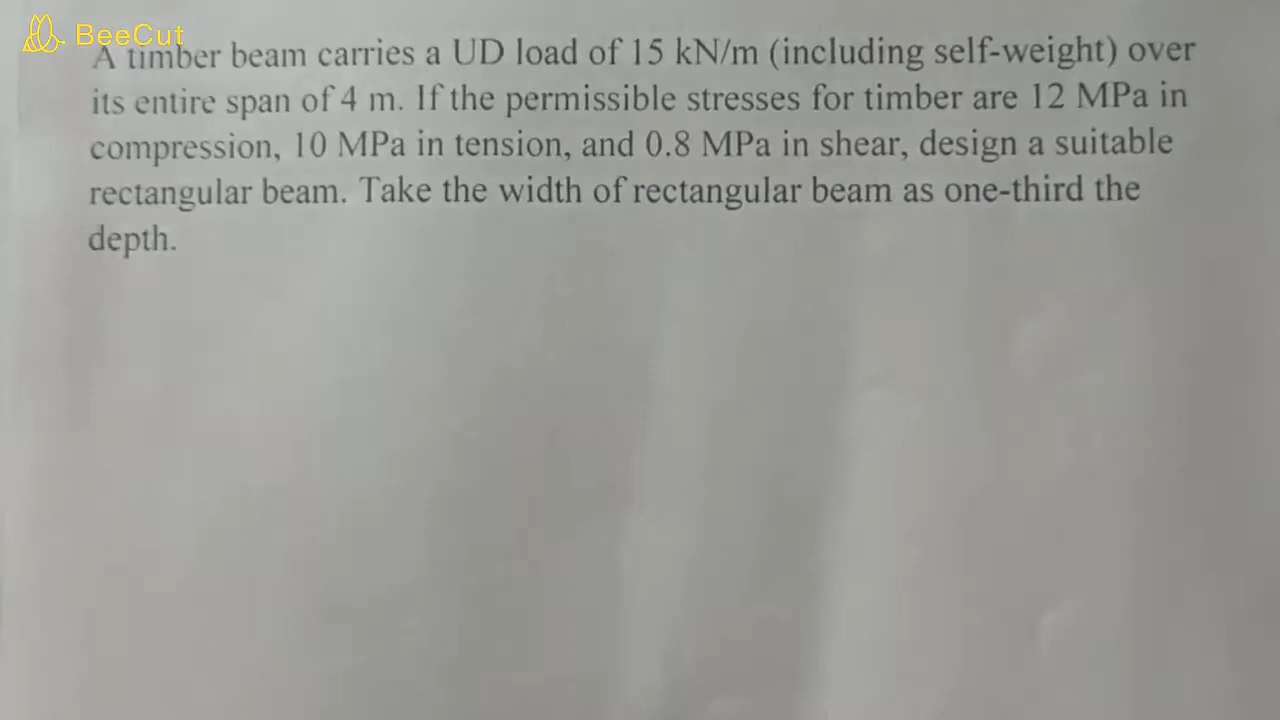 BeeCut
A timber beam carries a UD load of 15 kN/m (including self-weight) over
its entire span of 4 m. If the permissible stresses for timber are 12 MPa in
compression, 10 MPa in tension, and 0.8 MPa in shear, design a suitable
rectangular beam. Take the width of rectangular beam as one-third the
depth.